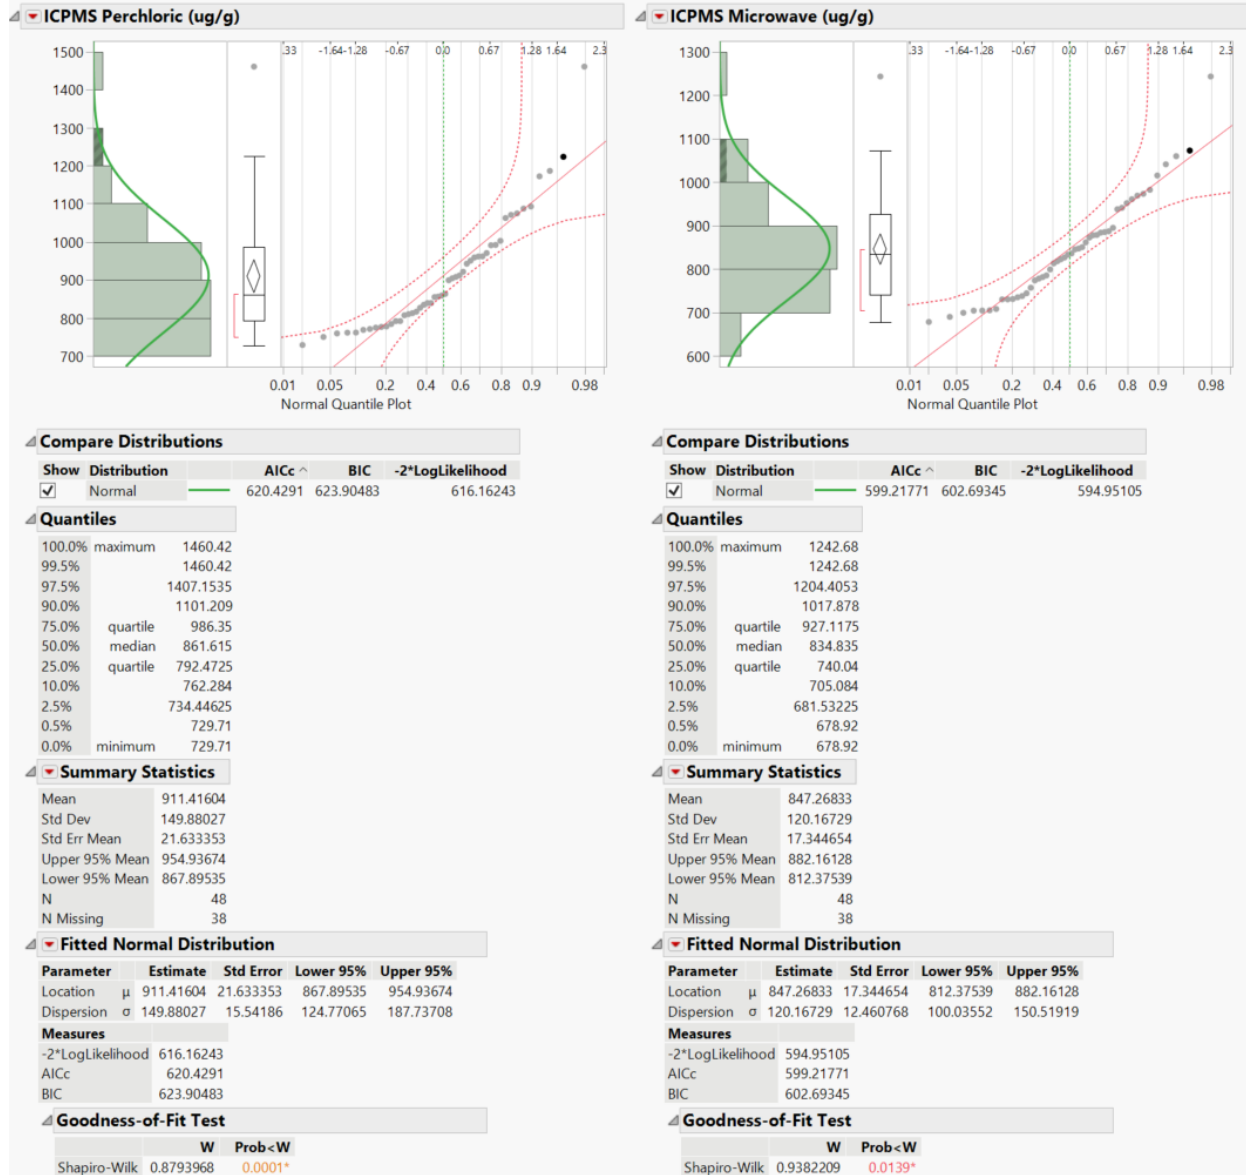 ICPMS Perchloric (ug/g)
1500
1400
1300
1200
1100
1000
900
800
700
.33 -1.64 -1.28 -0.67 0.0 0.67 1.28 1.64 2.3
0.01 0.05 0.2 0.4 0.6 0.8 0.9 0.98
Normal Quantile Plot
Compare Distributions
Show Distribution AICc ^ BIC -2*LogLikelihood
Normal 620.4291 623.90483 616.16243
Quantiles
100.0% maximum 1460.42
99.5% 1460.42
97.5% 1407.1535
90.0% 1101.209
75.0% quartile 986.35
50.0% median 861.615
25.0% quartile 792.4725
10.0% 762.284
2.5% 734.44625
0.5% 729.71
0.0% minimum 729.71
Summary Statistics
Mean 911.41604
Std Dev 149.88027
Std Err Mean 21.633353
Upper 95% Mean 954.93674
Lower 95% Mean 867.89535
N 48
N Missing 38
Fitted Normal Distribution
Parameter Estimate Std Error Lower 95% Upper 95%
Location μ 911.41604 21.633353 867.89535 954.93674
Dispersion σ 149.88027 15.54186 124.77065 187.73708
Measures
-2*LogLikelihood 616.16243
AICc 620.4291
BIC 623.90483
Goodness-of-Fit Test
W Prob<W
Shapiro-Wilk 0.8793968 0.0001*
ICPMS Microwave (ug/g)
1300
1200
1100
1000
900
800
700
600
.33 -1.64 -1.28 -0.67 0.0 0.67 1.28 1.64 2.3
0.01 0.05 0.2 0.4 0.6 0.8 0.9 0.98
Normal Quantile Plot
Compare Distributions
Show Distribution AICc ^ BIC -2*LogLikelihood
Normal 599.21771 602.69345 594.95105
Quantiles
100.0% maximum 1242.68
99.5% 1242.68
97.5% 1204.4053
90.0% 1017.878
75.0% quartile 927.1175
50.0% median 834.835
25.0% quartile 740.04
10.0% 705.084
2.5% 681.53225
0.5% 678.92
0.0% minimum 678.92
Summary Statistics
Mean 847.26833
Std Dev 120.16729
Std Err Mean 17.344654
Upper 95% Mean 882.16128
Lower 95% Mean 812.37539
N 48
N Missing 38
Fitted Normal Distribution
Parameter Estimate Std Error Lower 95% Upper 95%
Location μ 847.26833 17.344654 812.37539 882.16128
Dispersion σ 120.16729 12.460768 100.03552 150.51919
Measures
-2*LogLikelihood 594.95105
AICc 599.21771
BIC 602.69345
Goodness-of-Fit Test
W Prob<W
Shapiro-Wilk 0.9382209 0.0139*